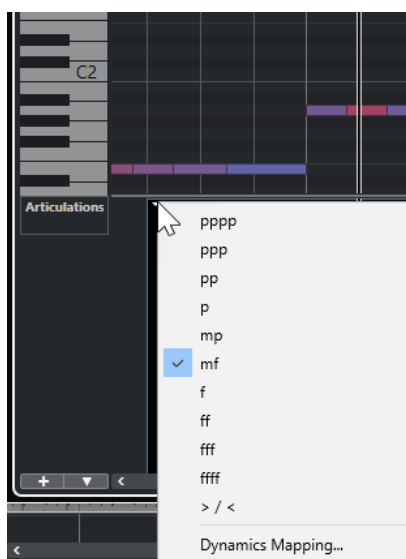 C2
Articulations
pppp
ppp
pp
p
mp
mf
f
ff
fff
ffff
> / <
Dynamics Mapping...